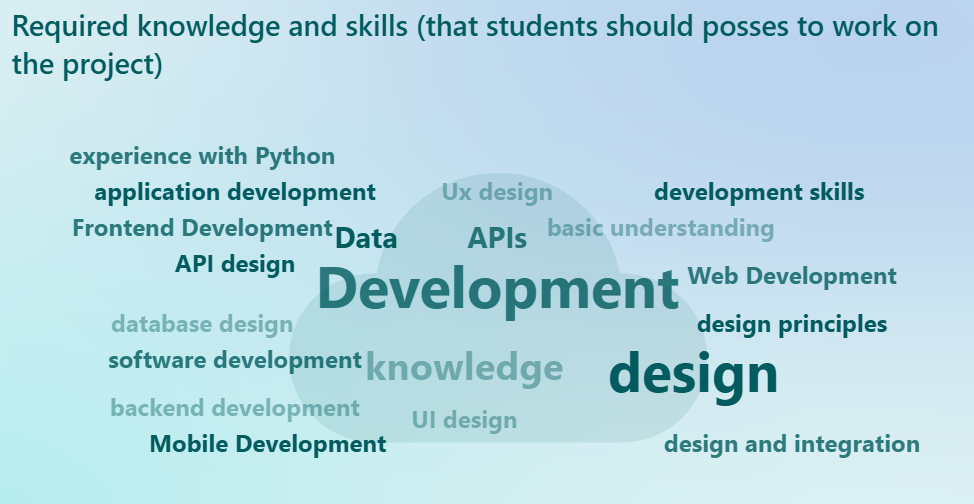 Required knowledge and skills (that students should posses to work on
the project)
experience with Python
application development
Ux design
development skills
Frontend Development
Data
APIs
basic understanding
API design
Development
Web Development
database design
design principles
software development
knowledge
design
backend development
UI design
Mobile Development
design and integration